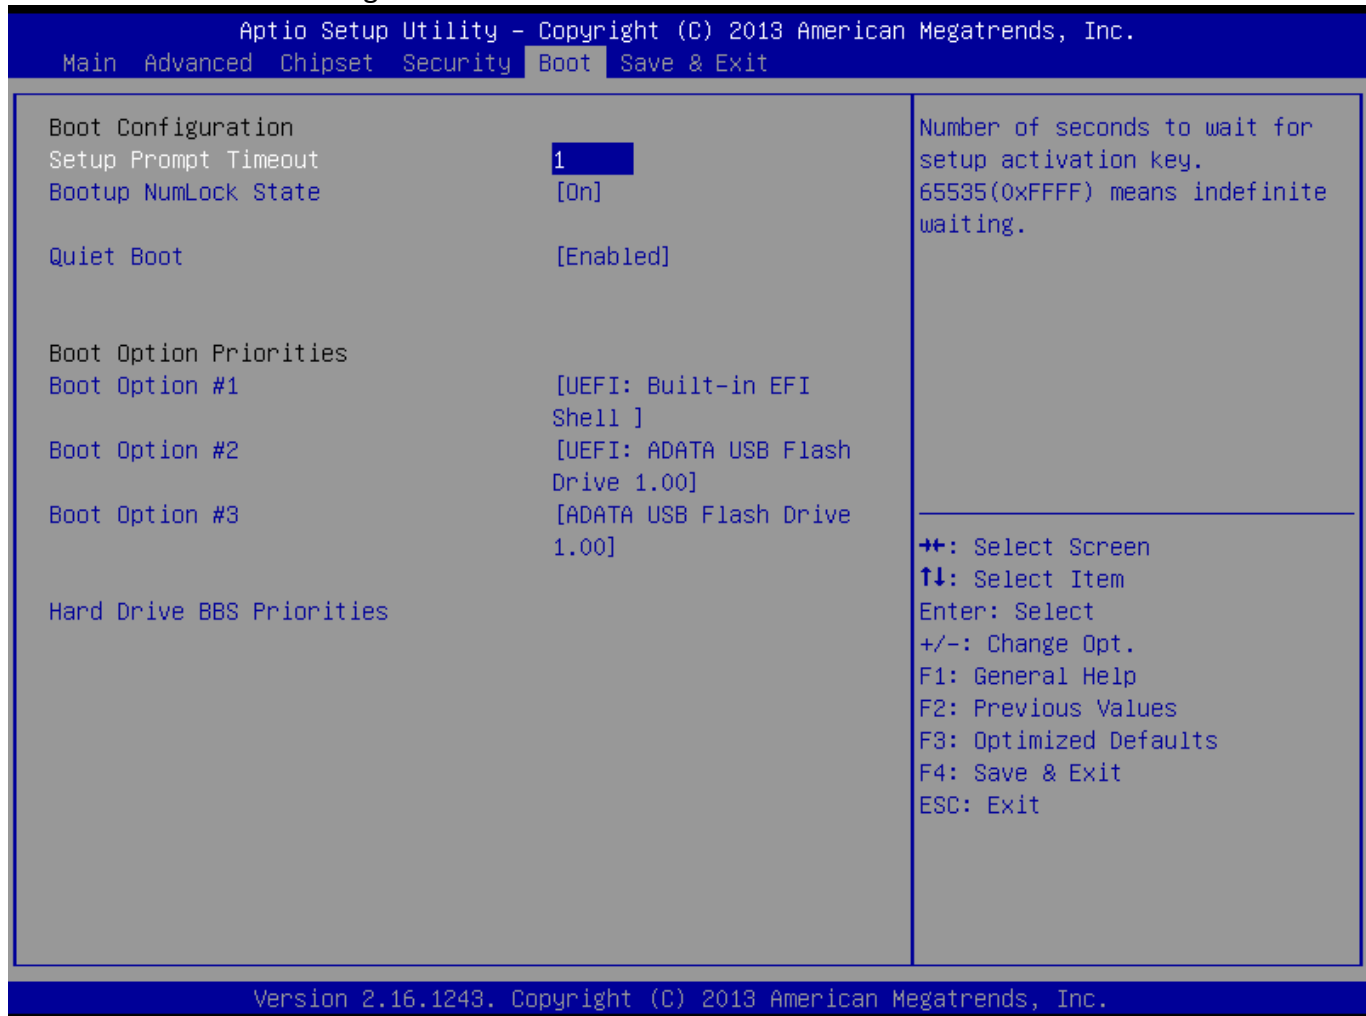 Aptio Setup Utility – Copyright (C) 2013 American Megatrends, Inc.
Main Advanced Chipset Security Boot Save & Exit
Boot Configuration
Setup Prompt Timeout 1
Bootup NumLock State [On]
Quiet Boot [Enabled]
Boot Option Priorities
Boot Option #1 [UEFI: Built-in EFI
Shell ]
Boot Option #2 [UEFI: ADATA USB Flash
Drive 1.00]
Boot Option #3 [ADATA USB Flash Drive
1.00]
Hard Drive BBS Priorities
Number of seconds to wait for
setup activation key.
65535(0xFFFF) means indefinite
waiting.
→←: Select Screen
↑↓: Select Item
Enter: Select
+/-: Change Opt.
F1: General Help
F2: Previous Values
F3: Optimized Defaults
F4: Save & Exit
ESC: Exit
Version 2.16.1243. Copyright (C) 2013 American Megatrends, Inc.